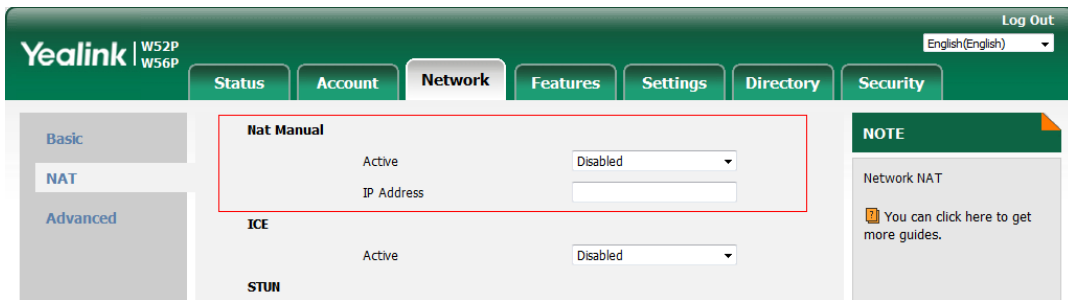 Log Out
Yealink W52P W56P
English(English)
Status Account Network Features Settings Directory Security
Basic
NAT
Advanced
Nat Manual
Active Disabled
IP Address
ICE
Active Disabled
STUN
NOTE
Network NAT
? You can click here to get
more guides.